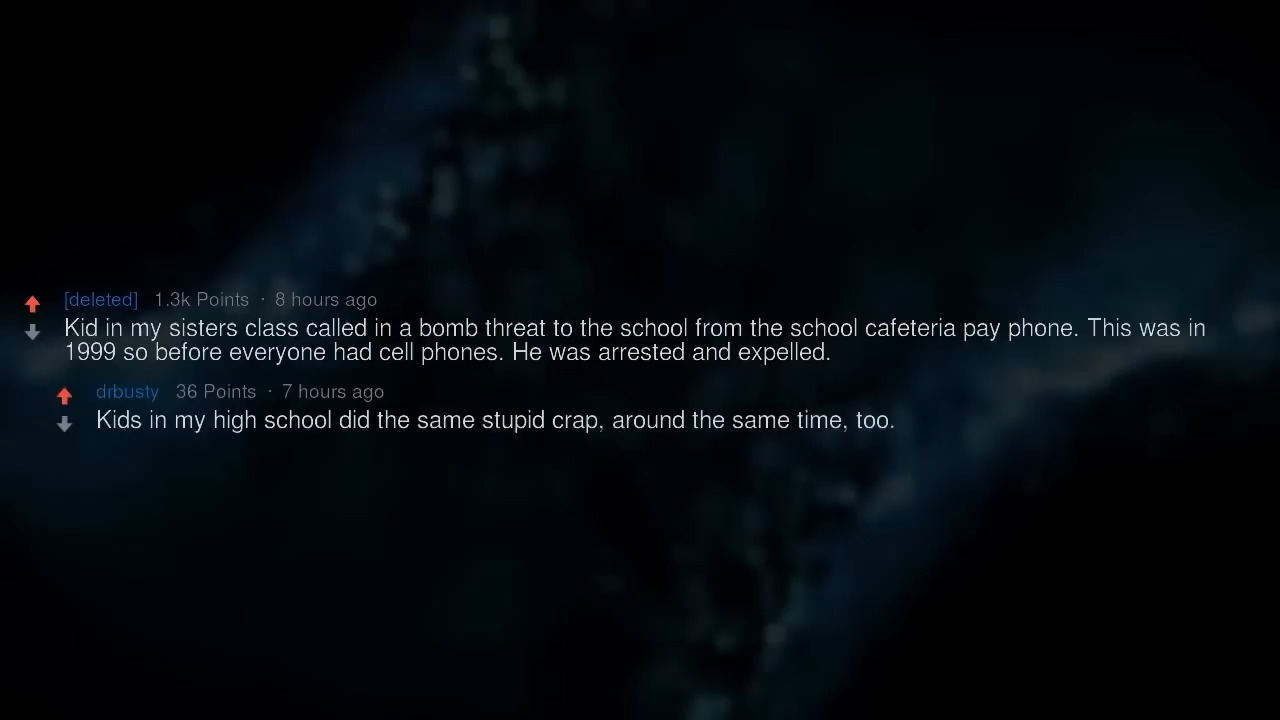 [deleted] 1.3k Points · 8 hours ago
Kid in my sisters class called in a bomb threat to the school from the school cafeteria pay phone. This was in
1999 so before everyone had cell phones. He was arrested and expelled.
drbusty 36 Points · 7 hours ago
Kids in my high school did the same stupid crap, around the same time, too.